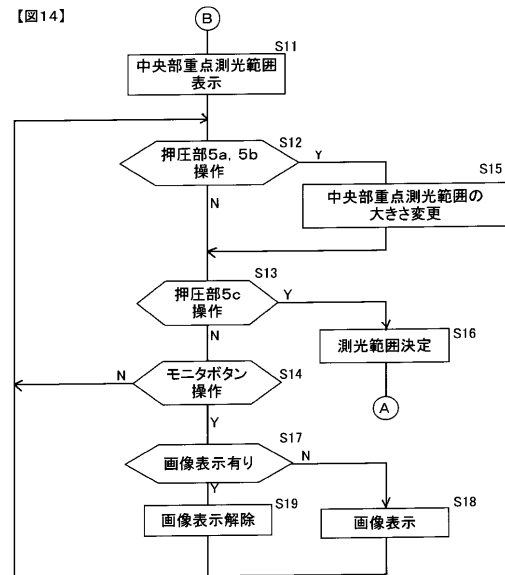 【図14】
B
S11
中央部重点測光範囲
表示
S12
押圧部5a, 5b
操作
Y
N
S15
中央部重点測光範囲の
大きさ変更
S13
押圧部5c
操作
Y
N
S16
測光範囲決定
A
S14
モニタボタン
操作
N
Y
S17
画像表示有り
N
Y
S19
画像表示解除
S18
画像表示